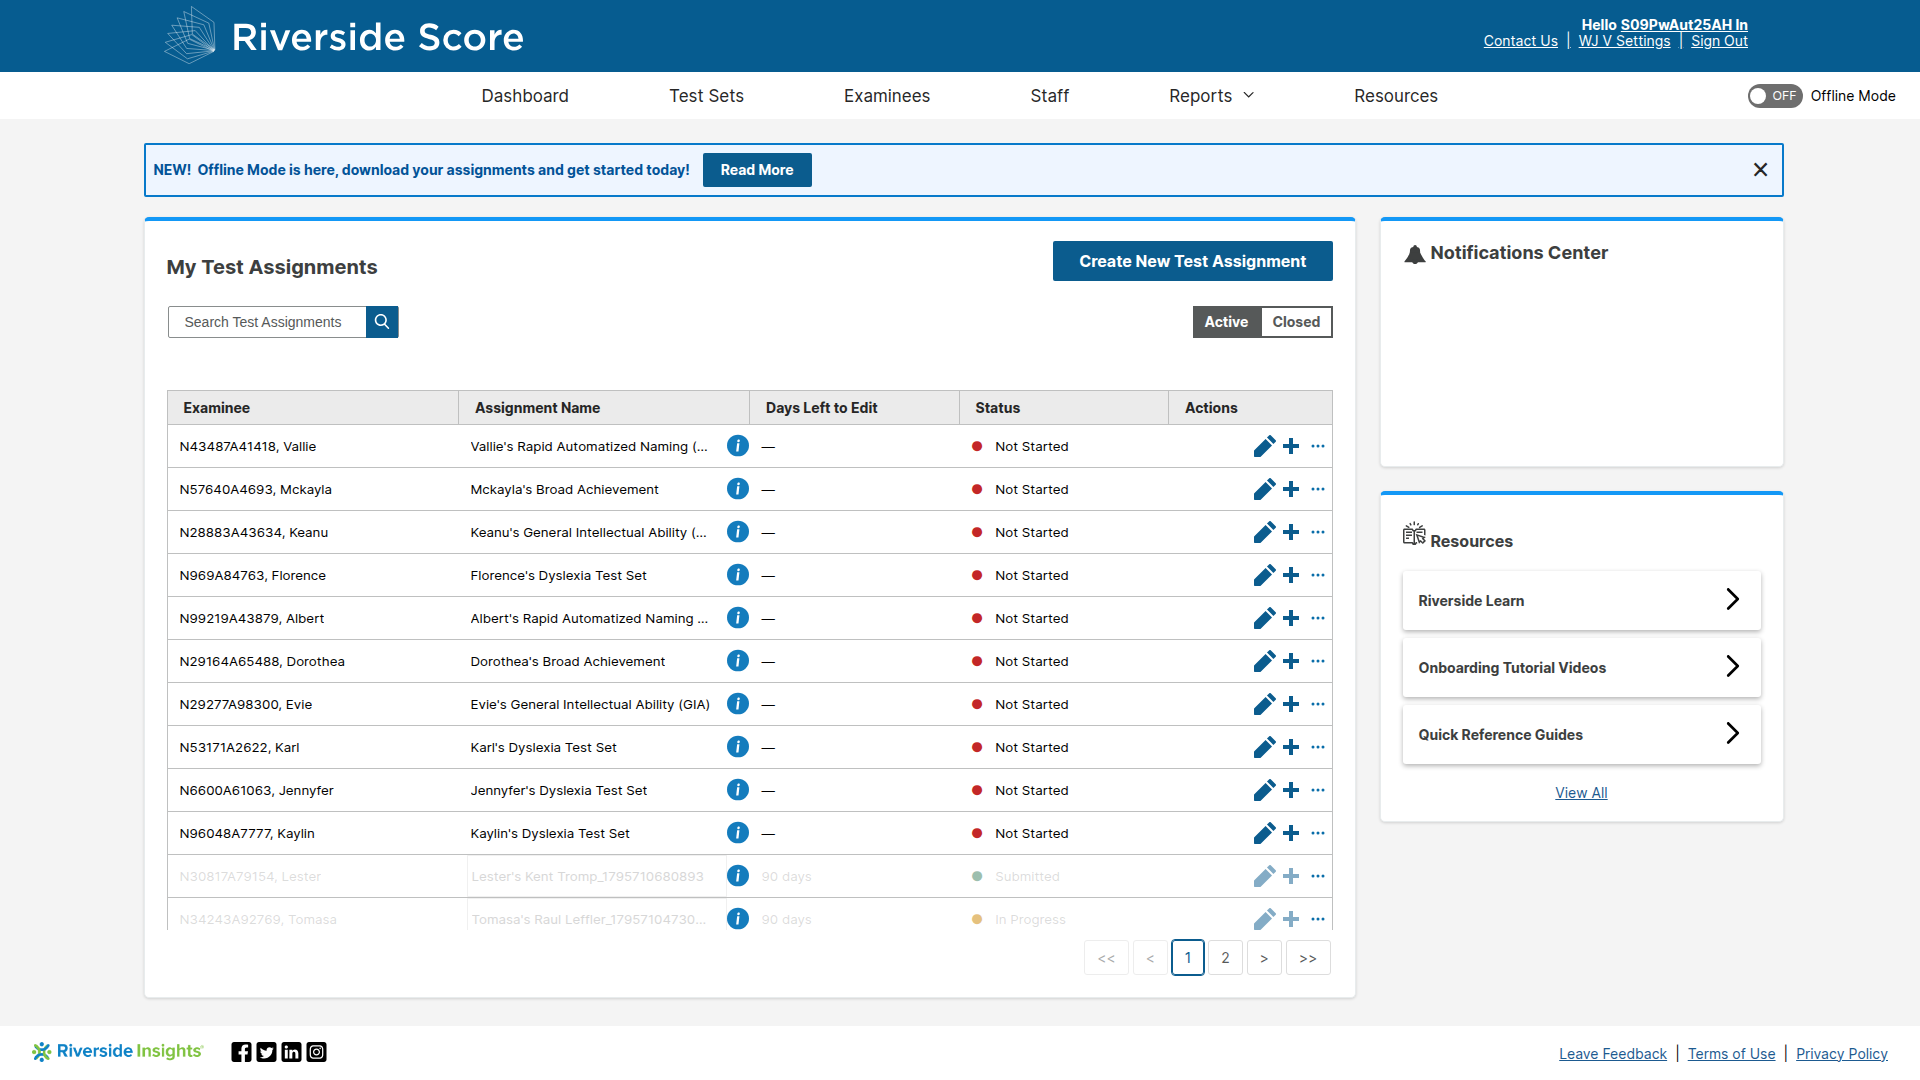 Riverside Score
Hello S09PwAut25AH ln
Contact Us | WJ V Settings | Sign Out
Dashboard Test Sets Examinees Staff Reports Resources
OFF Offline Mode
NEW! Offline Mode is here, download your assignments and get started today! Read More
My Test Assignments
Create New Test Assignment
Search Test Assignments
Active Closed
Examinee Assignment Name Days Left to Edit Status Actions
N43487A41418, Vallie Vallie's Rapid Automatized Naming (... — Not Started
N57640A4693, Mckayla Mckayla's Broad Achievement — Not Started
N28883A43634, Keanu Keanu's General Intellectual Ability (... — Not Started
N969A84763, Florence Florence's Dyslexia Test Set — Not Started
N99219A43879, Albert Albert's Rapid Automatized Naming ... — Not Started
N29164A65488, Dorothea Dorothea's Broad Achievement — Not Started
N29277A98300, Evie Evie's General Intellectual Ability (GIA) — Not Started
N53171A2622, Karl Karl's Dyslexia Test Set — Not Started
N6600A61063, Jennyfer Jennyfer's Dyslexia Test Set — Not Started
N96048A7777, Kaylin Kaylin's Dyslexia Test Set — Not Started
N30817A79154, Lester Lester's Kent Tromp_1795710680893 90 days Submitted
N34243A92769, Tomasa Tomasa's Raul Leffler_17957104730... 90 days In Progress
<< < 1 2 > >>
Notifications Center
Resources
Riverside Learn
Onboarding Tutorial Videos
Quick Reference Guides
View All
Riverside Insights
Leave Feedback | Terms of Use | Privacy Policy